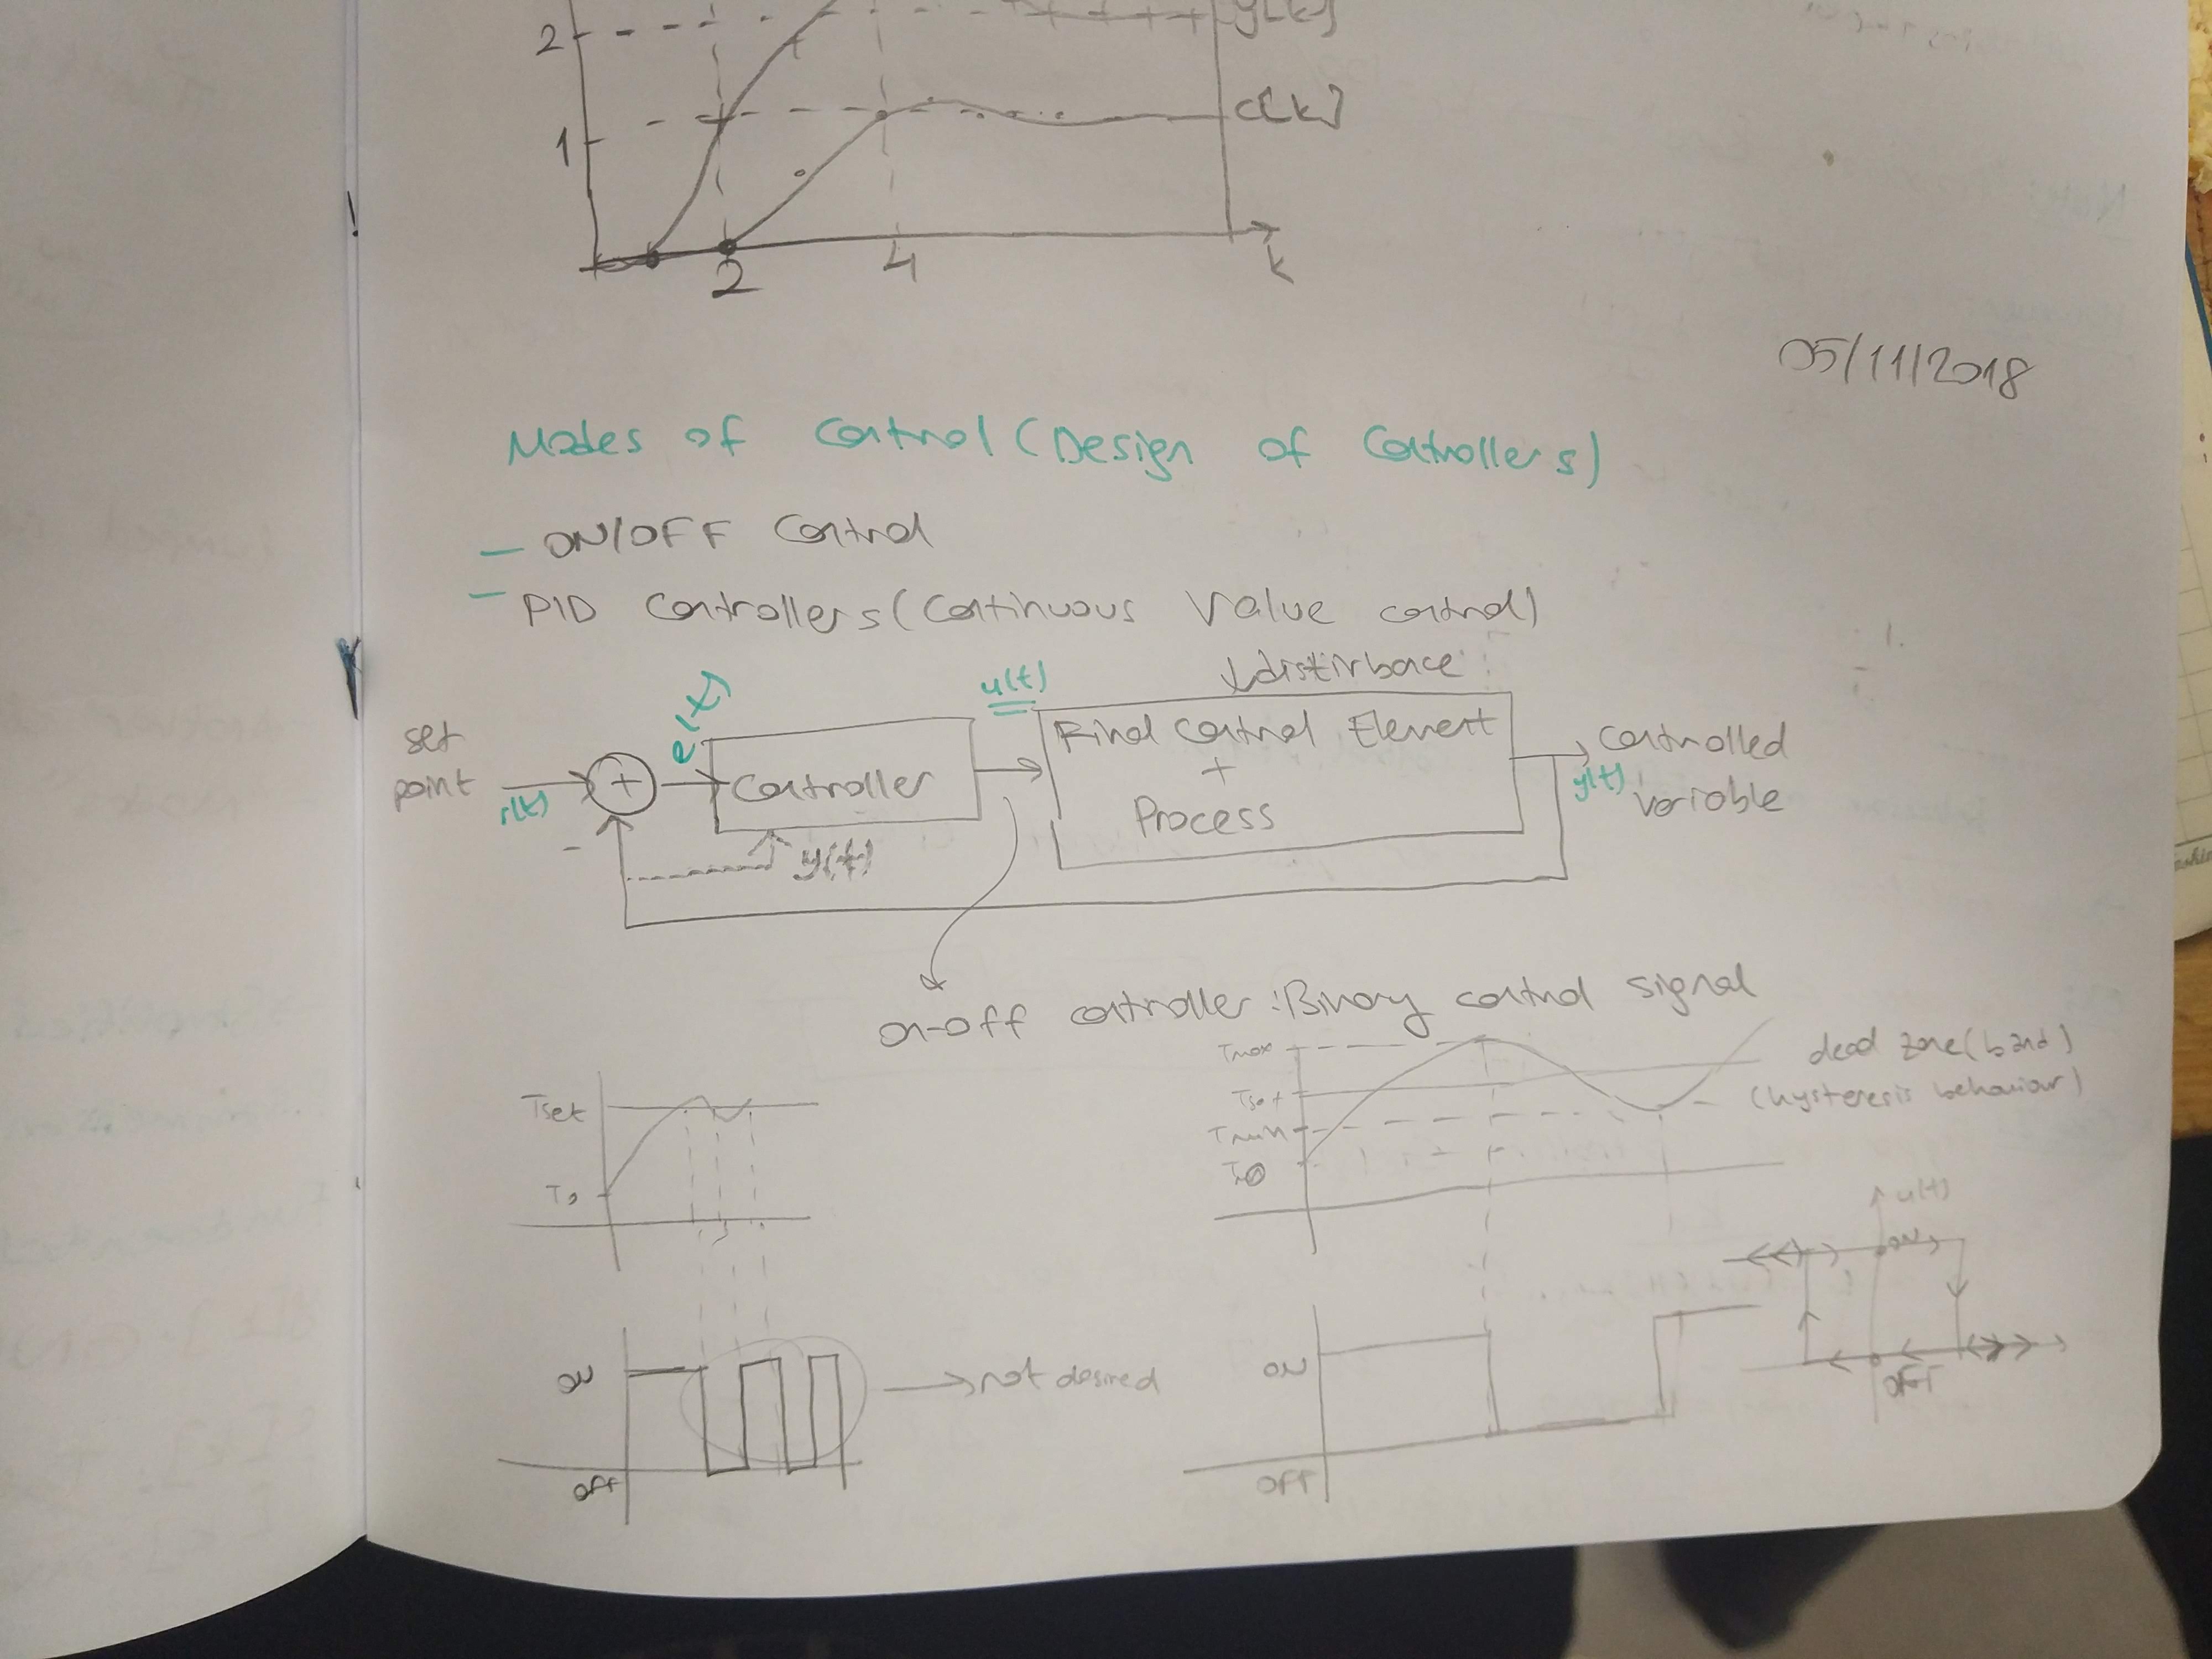 2
y[k]
1
c[k]
2
4
k
05/11/2018
Modes of Control (Design of Controllers)
- ON/OFF Control
- PID Controllers (Continuous Value control)
disturbance
set
point
r(t)
+
-
e(t)
Controller
y(t)
u(t)
Final Control Element
+
Process
Controlled
variable
y(t)
on-off controller : Binary control signal
Tset
T0
Tmax
Tset
Tmin
T0
dead zone (band)
(hysteresis behaviour)
u(t)
ON
OFF
ON
OFF
not desired
ON
OFF